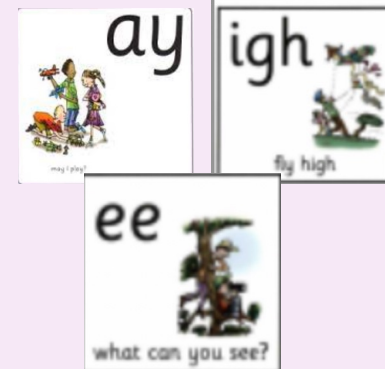 ay
may I play?
igh
fly high
ee
what can you see?